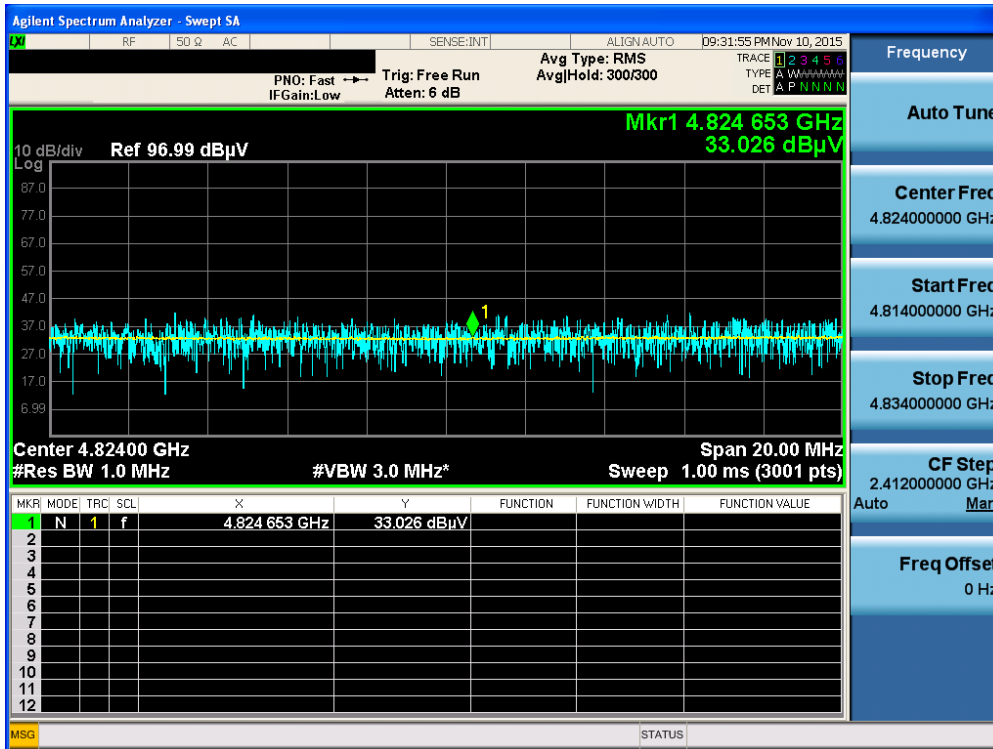 Agilent Spectrum Analyzer - Swept SA
LXI RF 50 Ω AC SENSE:INT ALIGN AUTO 09:31:55 PM Nov 10, 2015
PNO: Fast Trig: Free Run Avg Type: RMS TRACE 1 2 3 4 5 6
IFGain:Low Atten: 6 dB Avg|Hold: 300/300 TYPE A WWWWWW
DET A P N N N N
Mkr1 4.824 653 GHz
33.026 dBµV
10 dB/div Ref 96.99 dBµV
Log
87.0
77.0
67.0
57.0
47.0
37.0
27.0
17.0
6.99
1
Center 4.82400 GHz Span 20.00 MHz
#Res BW 1.0 MHz #VBW 3.0 MHz* Sweep 1.00 ms (3001 pts)
MKR MODE TRC SCL X Y FUNCTION FUNCTION WIDTH FUNCTION VALUE
1 N 1 f 4.824 653 GHz 33.026 dBµV
2
3
4
5
6
7
8
9
10
11
12
MSG STATUS
Frequency
Auto Tune
Center Freq
4.824000000 GHz
Start Freq
4.814000000 GHz
Stop Freq
4.834000000 GHz
CF Step
2.412000000 GHz
Auto Man
Freq Offset
0 Hz